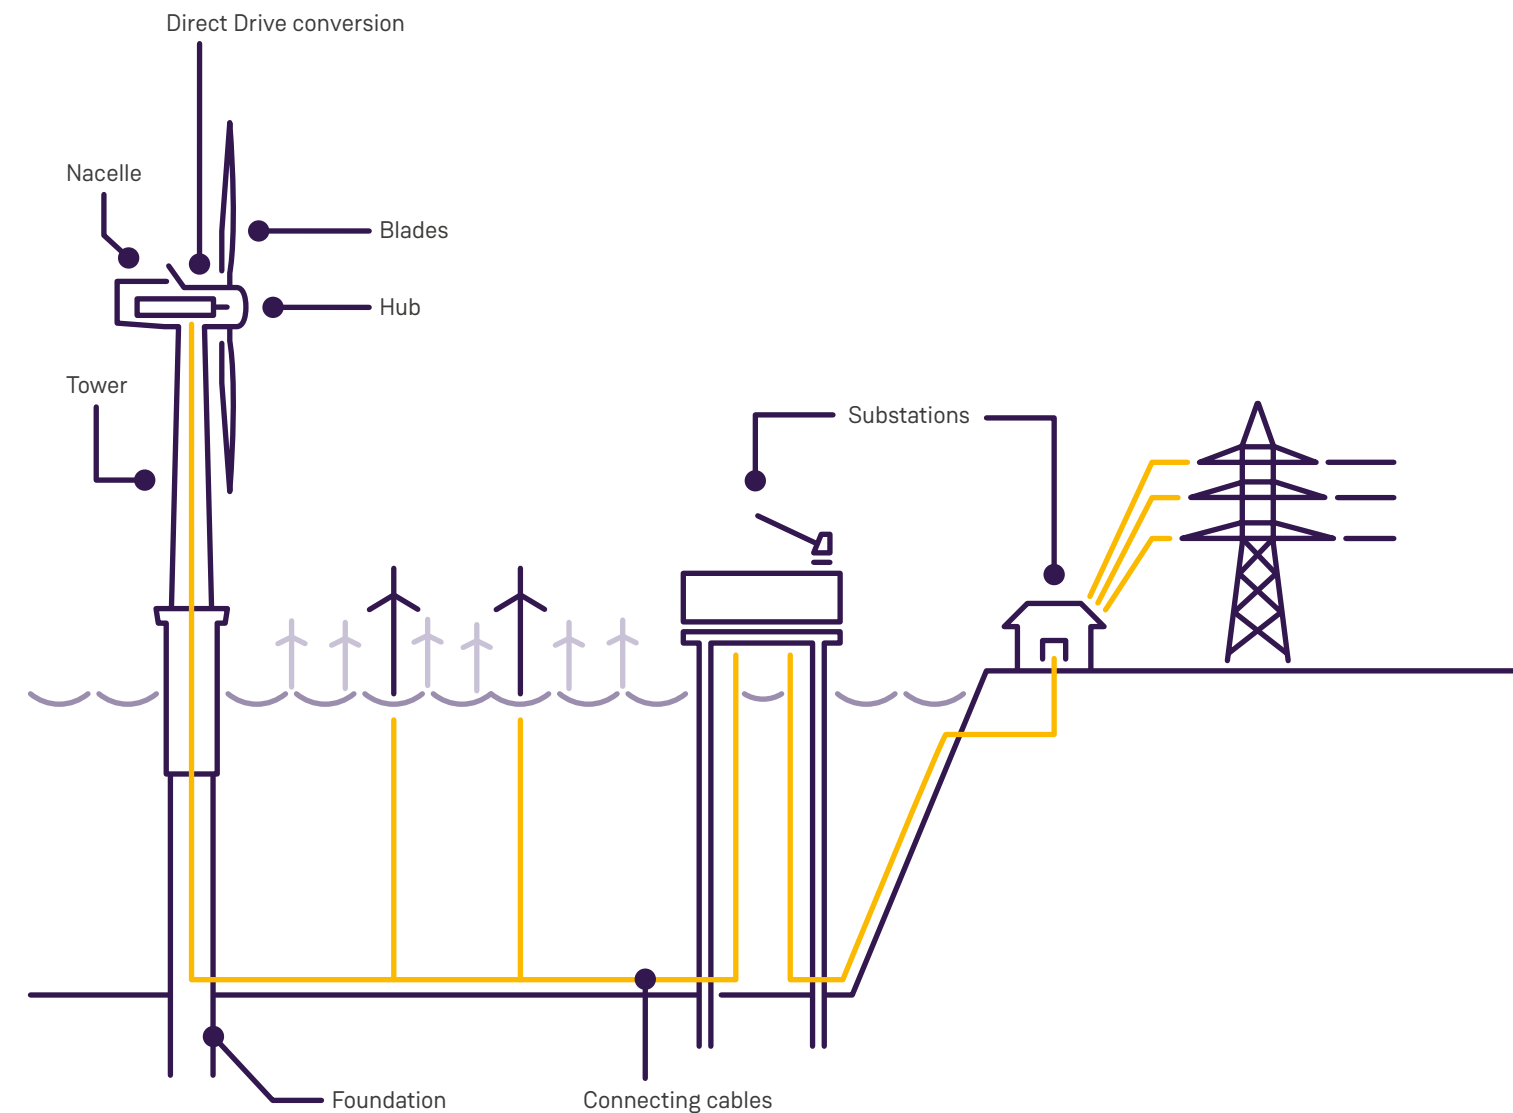 Direct Drive conversion
Nacelle
Blades
Hub
Tower
Substations
Foundation
Connecting cables